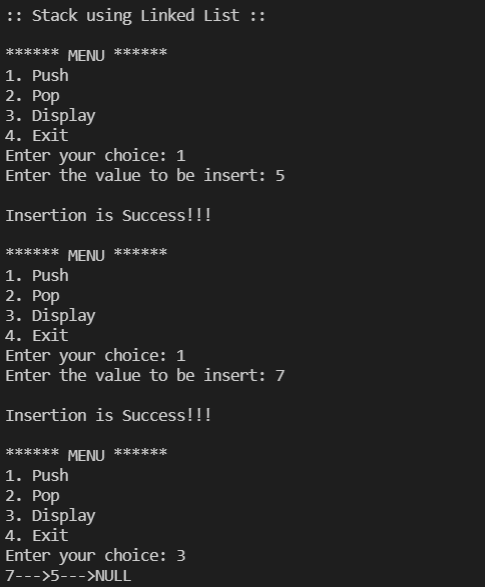 :: Stack using Linked List ::
****** MENU ******
1. Push
2. Pop
3. Display
4. Exit
Enter your choice: 1
Enter the value to be insert: 5
Insertion is Success!!!
****** MENU ******
1. Push
2. Pop
3. Display
4. Exit
Enter your choice: 1
Enter the value to be insert: 7
Insertion is Success!!!
****** MENU ******
1. Push
2. Pop
3. Display
4. Exit
Enter your choice: 3
7--->5--->NULL